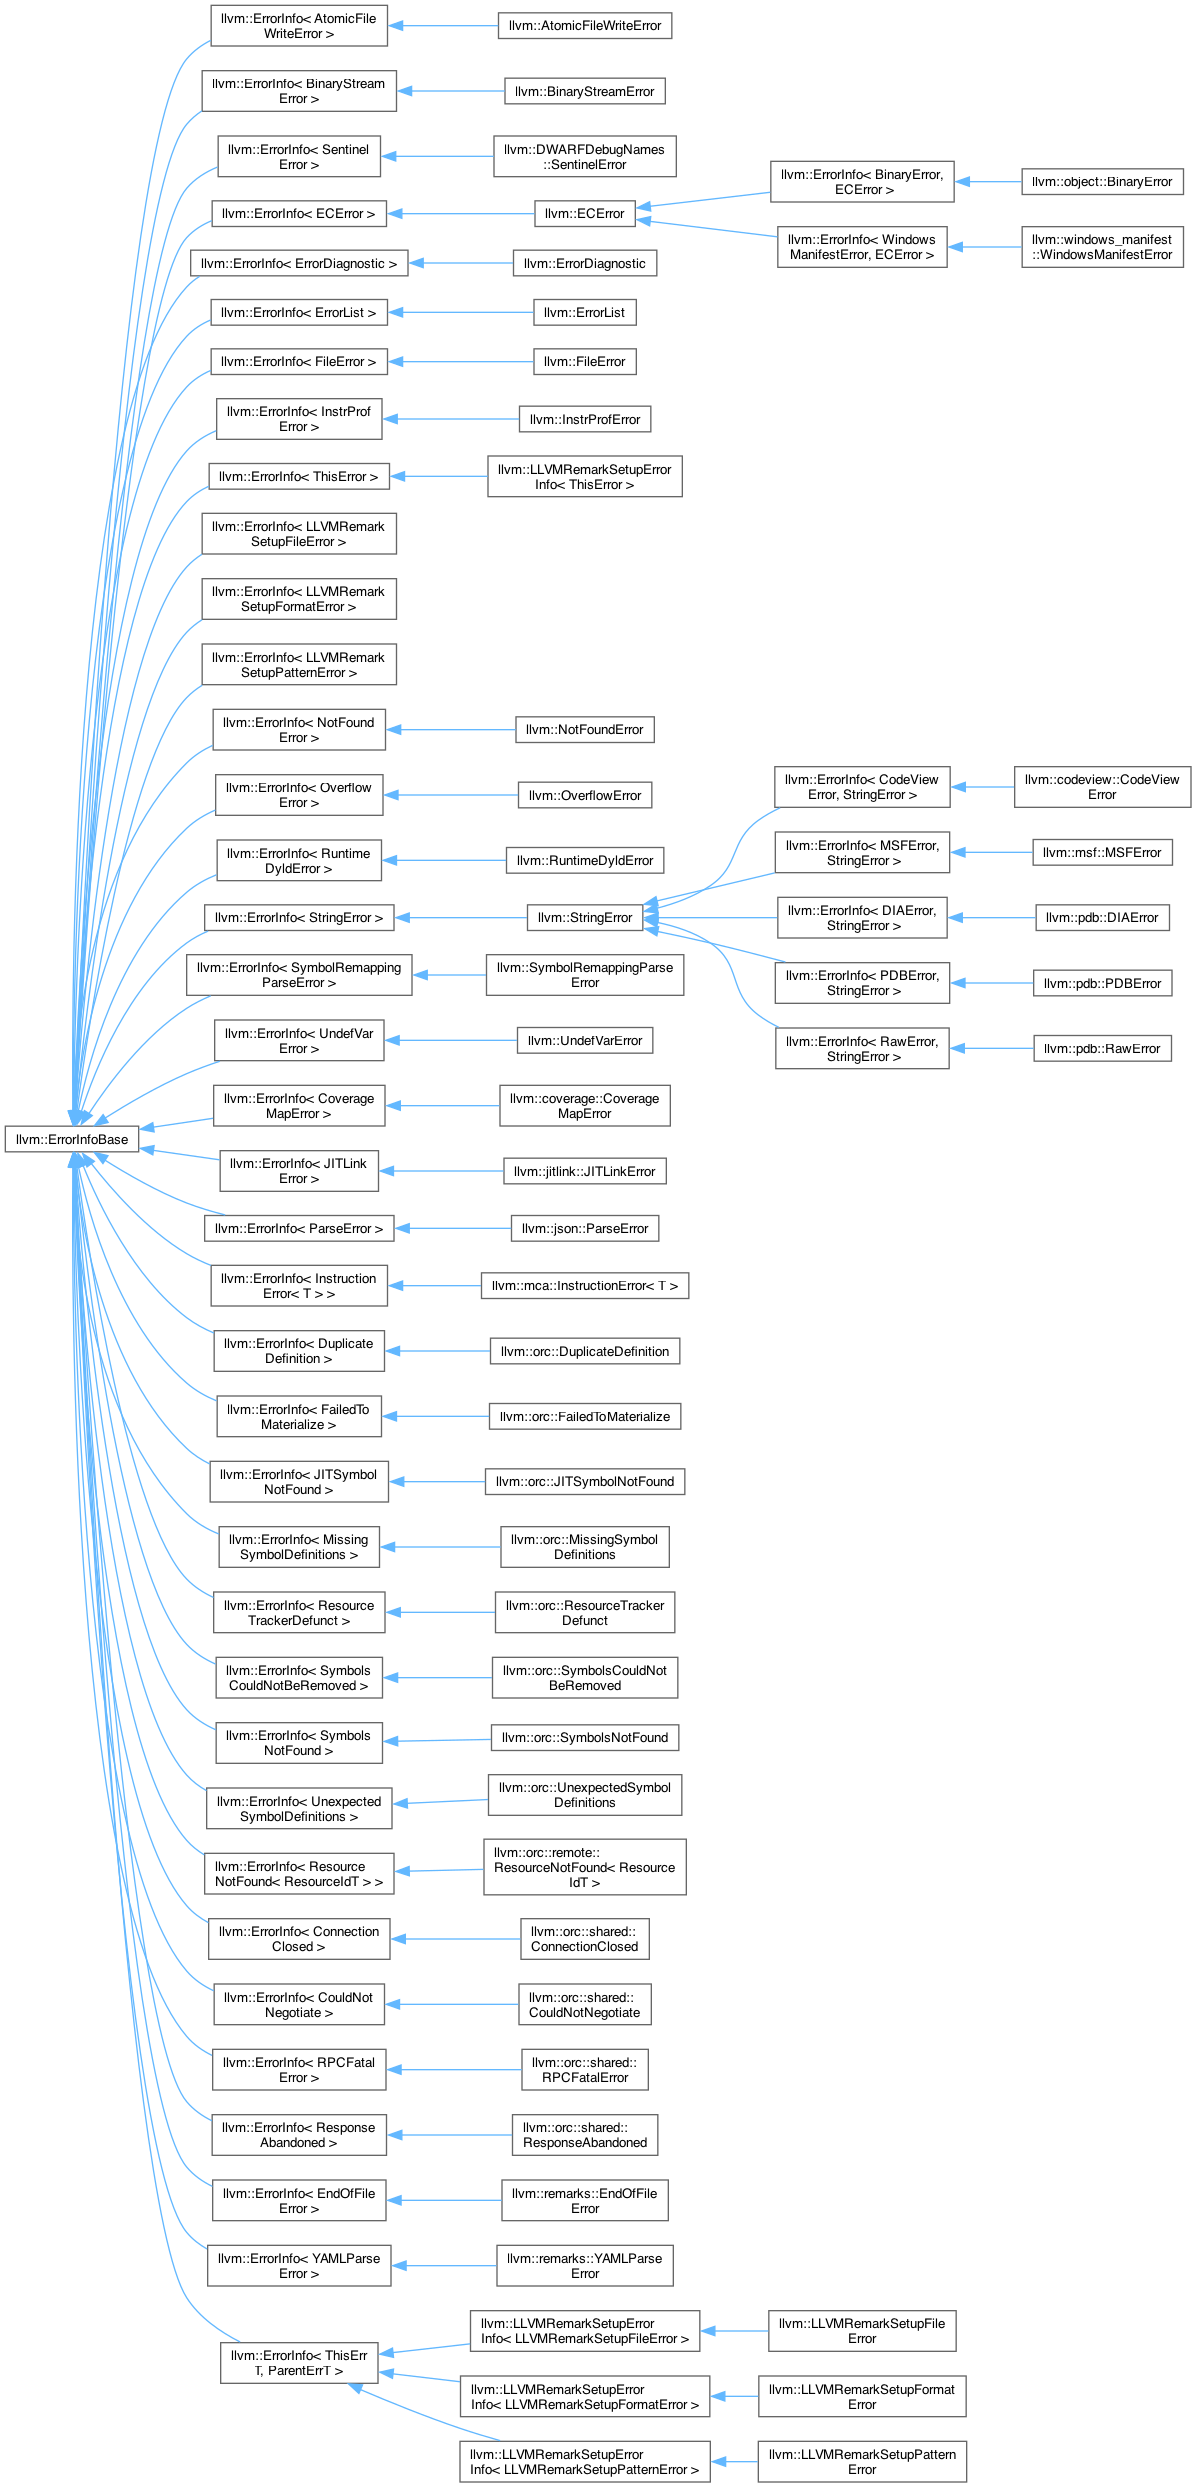 llvm::ErrorInfo< AtomicFile
WriteError >
llvm::AtomicFileWriteError
llvm::ErrorInfo< BinaryStream
Error >
llvm::BinaryStreamError
llvm::ErrorInfo< Sentinel
Error >
llvm::DWARFDebugNames
::SentinelError
llvm::ErrorInfo< ECError >
llvm::ECError
llvm::ErrorInfo< BinaryError,
ECError >
llvm::object::BinaryError
llvm::ErrorInfo< Windows
ManifestError, ECError >
llvm::windows_manifest
::WindowsManifestError
llvm::ErrorInfo< ErrorDiagnostic >
llvm::ErrorDiagnostic
llvm::ErrorInfo< ErrorList >
llvm::ErrorList
llvm::ErrorInfo< FileError >
llvm::FileError
llvm::ErrorInfo< InstrProf
Error >
llvm::InstrProfError
llvm::ErrorInfo< ThisError >
llvm::LLVMRemarkSetupError
Info< ThisError >
llvm::ErrorInfo< LLVMRemark
SetupFileError >
llvm::ErrorInfo< LLVMRemark
SetupFormatError >
llvm::ErrorInfo< LLVMRemark
SetupPatternError >
llvm::ErrorInfo< NotFound
Error >
llvm::NotFoundError
llvm::ErrorInfo< Overflow
Error >
llvm::OverflowError
llvm::ErrorInfo< Runtime
DyldError >
llvm::RuntimeDyldError
llvm::ErrorInfo< StringError >
llvm::StringError
llvm::ErrorInfo< CodeView
Error, StringError >
llvm::codeview::CodeView
Error
llvm::ErrorInfo< MSFError,
StringError >
llvm::msf::MSFError
llvm::ErrorInfo< DIAError,
StringError >
llvm::pdb::DIAError
llvm::ErrorInfo< PDBError,
StringError >
llvm::pdb::PDBError
llvm::ErrorInfo< RawError,
StringError >
llvm::pdb::RawError
llvm::ErrorInfo< SymbolRemapping
ParseError >
llvm::SymbolRemappingParse
Error
llvm::ErrorInfo< UndefVar
Error >
llvm::UndefVarError
llvm::ErrorInfo< Coverage
MapError >
llvm::coverage::Coverage
MapError
llvm::ErrorInfoBase
llvm::ErrorInfo< JITLink
Error >
llvm::jitlink::JITLinkError
llvm::ErrorInfo< ParseError >
llvm::json::ParseError
llvm::ErrorInfo< Instruction
Error< T > >
llvm::mca::InstructionError< T >
llvm::ErrorInfo< Duplicate
Definition >
llvm::orc::DuplicateDefinition
llvm::ErrorInfo< FailedTo
Materialize >
llvm::orc::FailedToMaterialize
llvm::ErrorInfo< JITSymbol
NotFound >
llvm::orc::JITSymbolNotFound
llvm::ErrorInfo< Missing
SymbolDefinitions >
llvm::orc::MissingSymbol
Definitions
llvm::ErrorInfo< Resource
TrackerDefunct >
llvm::orc::ResourceTracker
Defunct
llvm::ErrorInfo< Symbols
CouldNotBeRemoved >
llvm::orc::SymbolsCouldNot
BeRemoved
llvm::ErrorInfo< Symbols
NotFound >
llvm::orc::SymbolsNotFound
llvm::ErrorInfo< Unexpected
SymbolDefinitions >
llvm::orc::UnexpectedSymbol
Definitions
llvm::ErrorInfo< Resource
NotFound< ResourceIdT > >
llvm::orc::remote::
ResourceNotFound< Resource
IdT >
llvm::ErrorInfo< Connection
Closed >
llvm::orc::shared::
ConnectionClosed
llvm::ErrorInfo< CouldNot
Negotiate >
llvm::orc::shared::
CouldNotNegotiate
llvm::ErrorInfo< RPCFatal
Error >
llvm::orc::shared::
RPCFatalError
llvm::ErrorInfo< Response
Abandoned >
llvm::orc::shared::
ResponseAbandoned
llvm::ErrorInfo< EndOfFile
Error >
llvm::remarks::EndOfFile
Error
llvm::ErrorInfo< YAMLParse
Error >
llvm::remarks::YAMLParse
Error
llvm::ErrorInfo< ThisErr
T, ParentErrT >
llvm::LLVMRemarkSetupError
Info< LLVMRemarkSetupFileError >
llvm::LLVMRemarkSetupFile
Error
llvm::LLVMRemarkSetupError
Info< LLVMRemarkSetupFormatError >
llvm::LLVMRemarkSetupFormat
Error
llvm::LLVMRemarkSetupError
Info< LLVMRemarkSetupPatternError >
llvm::LLVMRemarkSetupPattern
Error